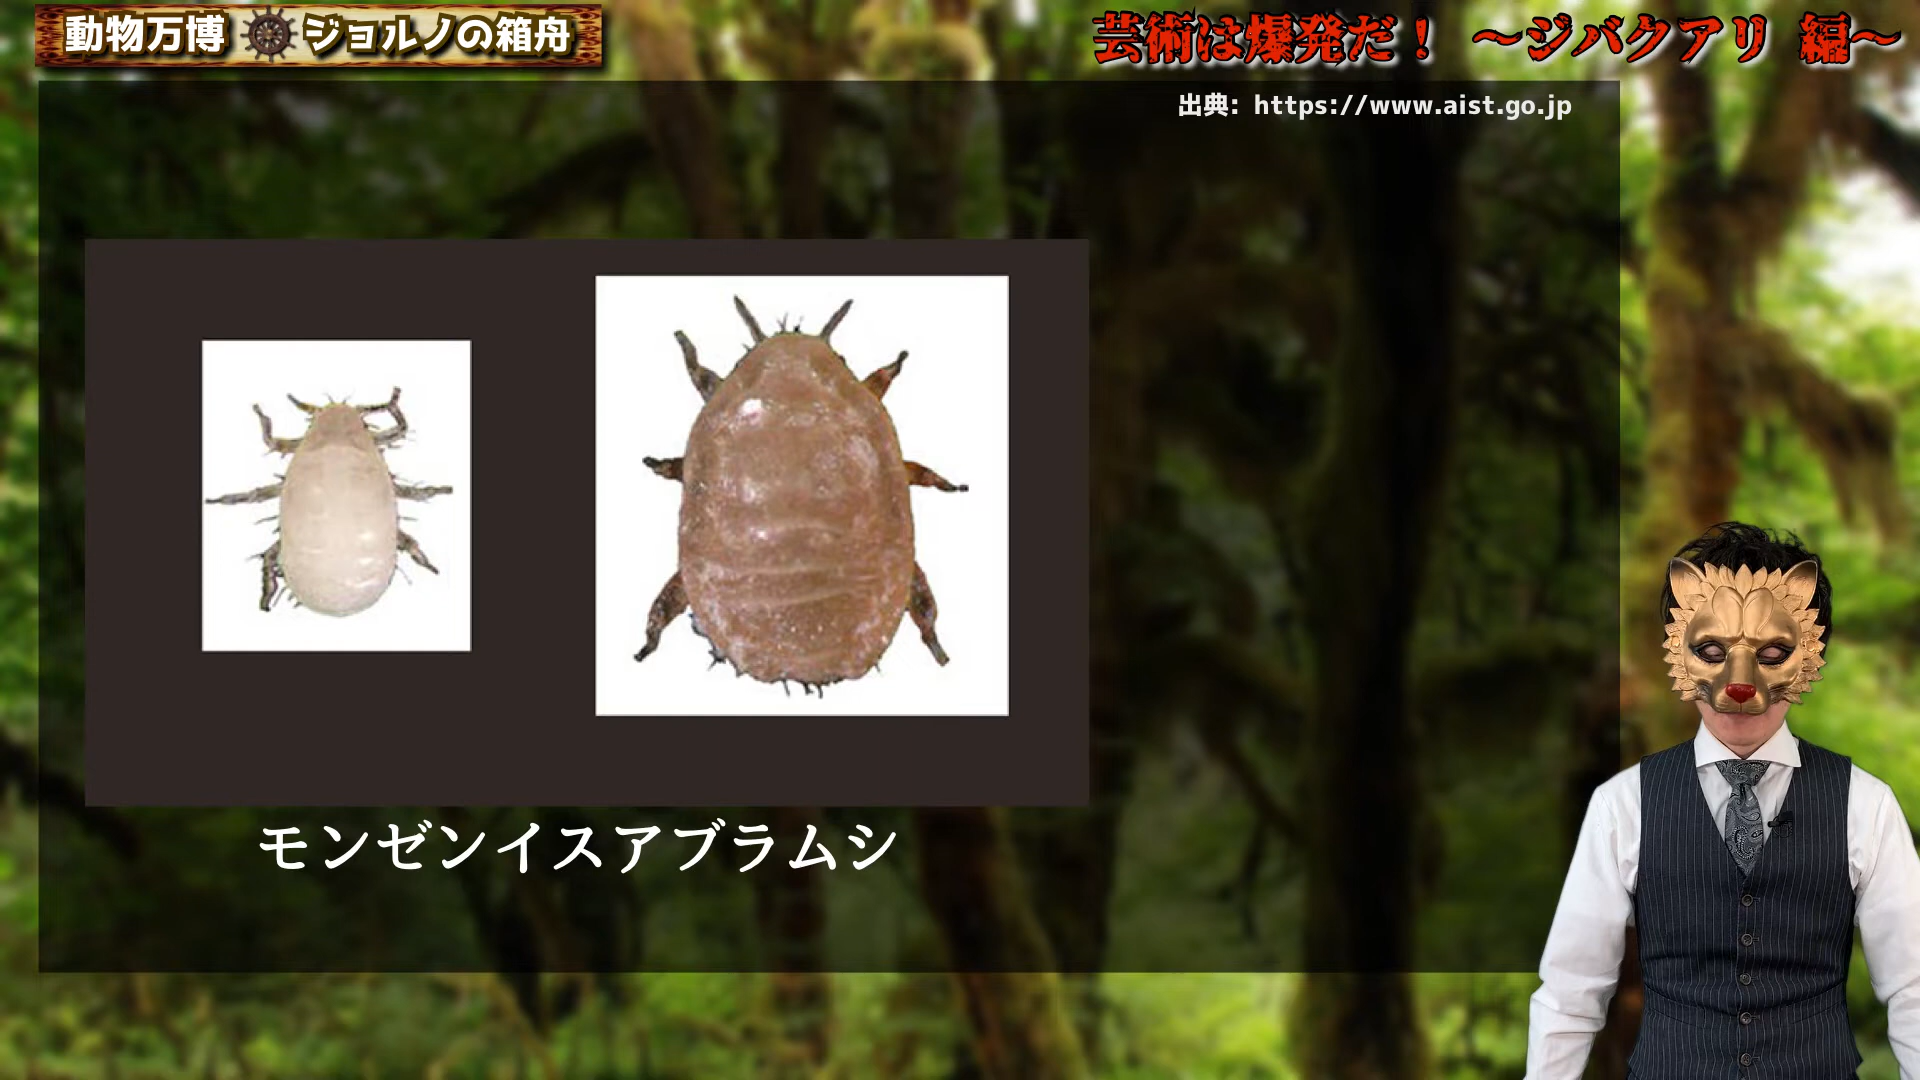 動物万博 ジョルノの箱舟
芸術は爆発だ！ ～ジバクアリ 編～
出典: https://www.aist.go.jp
モンゼンイスアブラムシ